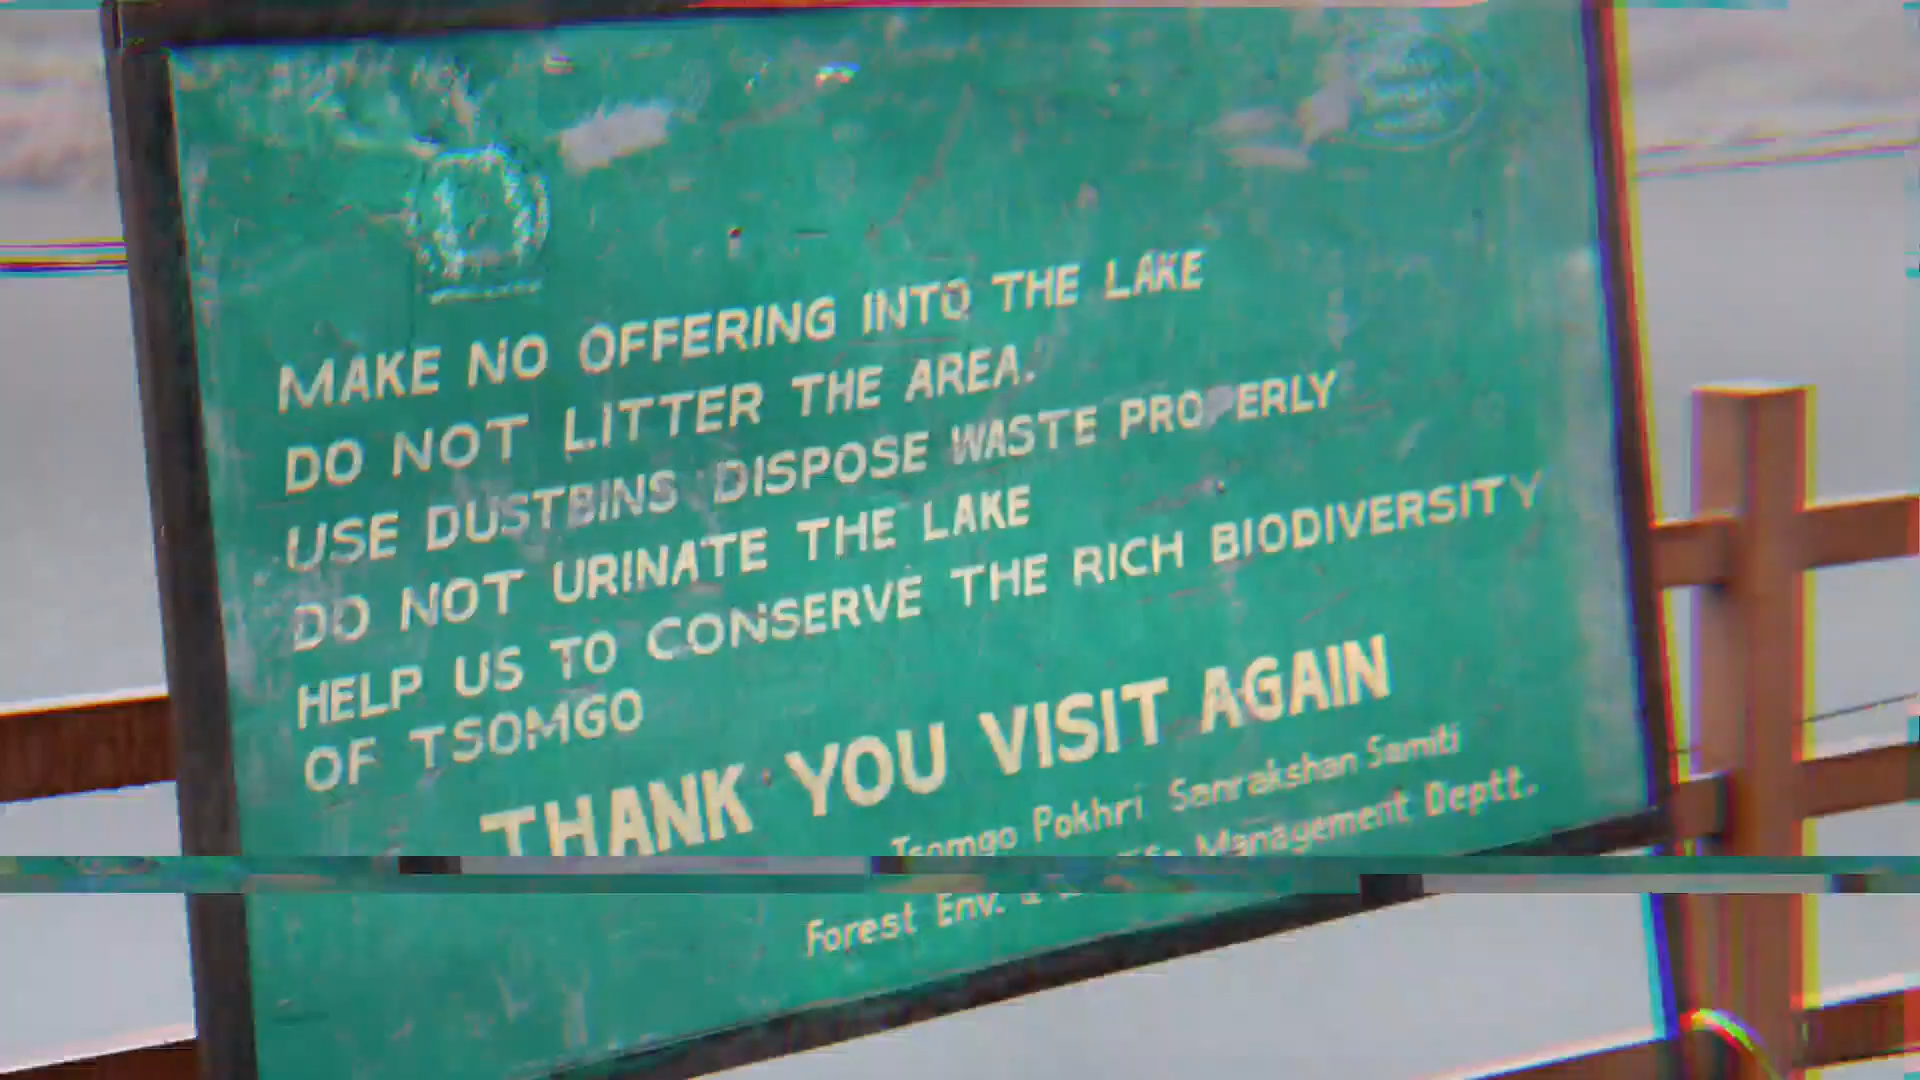 MAKE NO OFFERING INTO THE LAKE
DO NOT LITTER THE AREA.
USE DUSTBINS DISPOSE WASTE PROPERLY
DO NOT URINATE THE LAKE
HELP US TO CONSERVE THE RICH BIODIVERSITY
OF TSOMGO
THANK YOU VISIT AGAIN
Tsomgo Pokhri Sanrakshan Samiti
Forest Env. & Management Deptt.